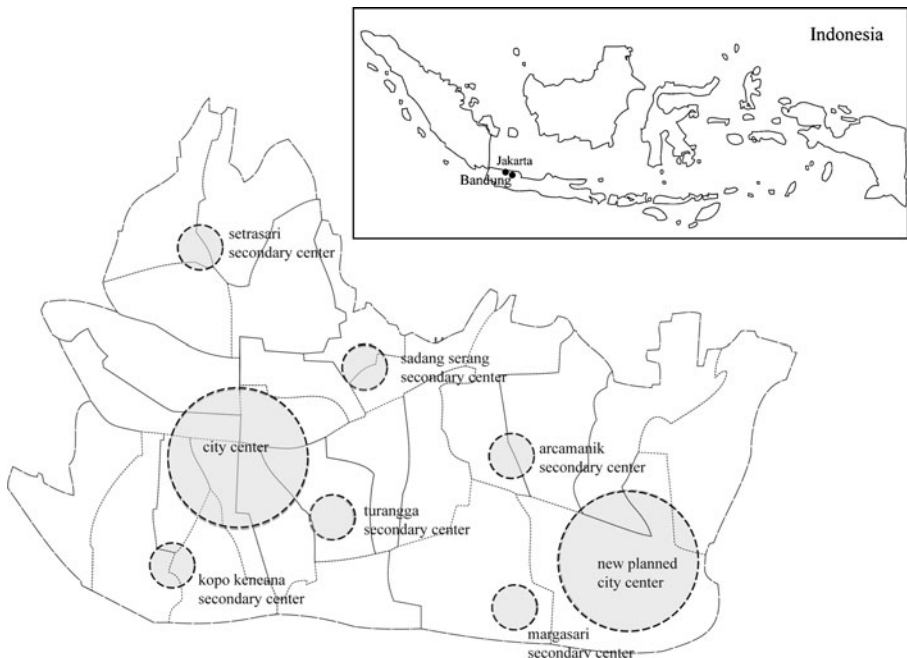 Indonesia
Jakarta
Bandung
setrasari
secondary center
sadang serang
secondary center
city center
arcamanik
secondary center
turangga
secondary center
new planned
city center
kopo keneana
secondary center
margasari
secondary center